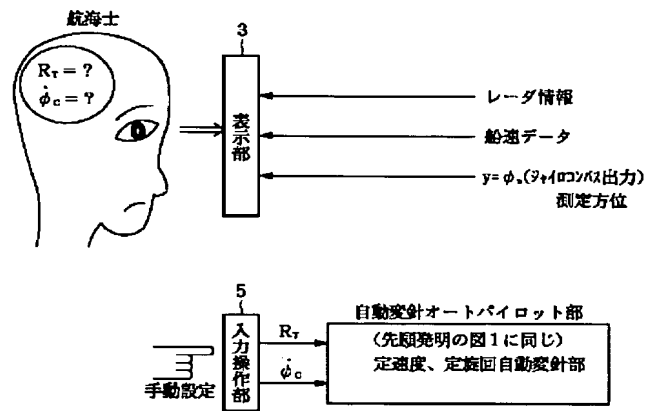 航海士
R_T = ?
φ̇_C = ?
3
表示部
レーダ情報
船速データ
y=φ_s(ジャイロコンパス出力)
測定方位
5
入力操作部
手動設定
R_T
φ̇_C
自動変針オートパイロット部
(先願発明の図1に同じ)
定速度、定旋回自動変針部